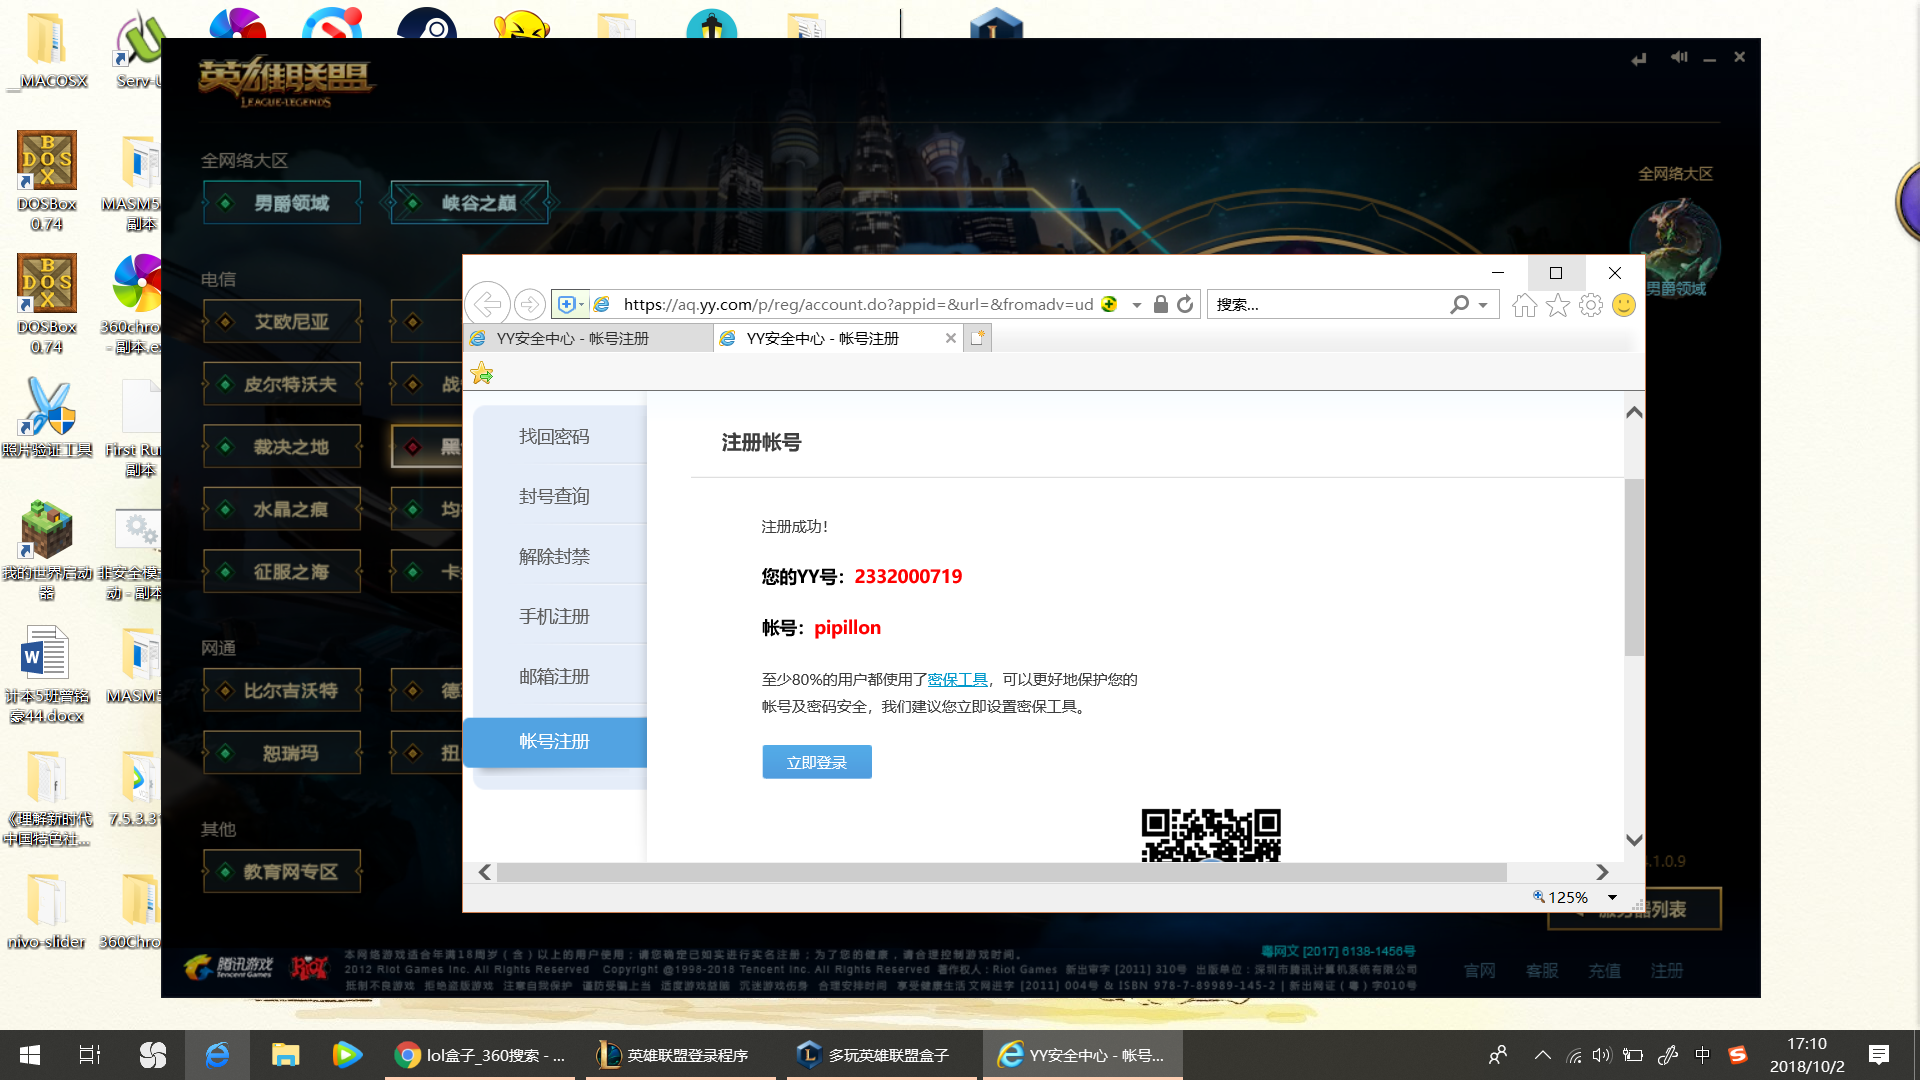 __MACOSX
Serv-U
DOSBox
0.74
MASM5
副本
DOSBox
0.74
360chro
- 副本.ex
照片验证工具
First Ru
副本
我的世界启动
器
非安全模
动 - 副本
计本5班曾铭
豪44.docx
MASM5
《理解新时代
中国特色社...
7.5.3.31
nivo-slider
360Chro
英雄联盟
LEAGUE OF LEGENDS
全网络大区
男爵领域
峡谷之巅
全网络大区
男爵领域
电信
艾欧尼亚
皮尔特沃夫
战
裁决之地
黑
水晶之痕
均
征服之海
卡
网通
比尔吉沃特
德
恕瑞玛
扭
其他
教育网专区
https://aq.yy.com/p/reg/account.do?appid=&url=&fromadv=ud
搜索...
YY安全中心 - 帐号注册
YY安全中心 - 帐号注册
找回密码
封号查询
解除封禁
手机注册
邮箱注册
帐号注册
注册帐号
注册成功！
您的YY号：2332000719
帐号：pipillon
至少80%的用户都使用了密保工具，可以更好地保护您的
帐号及密码安全，我们建议您立即设置密保工具。
立即登录
125%
.1.0.9
服务器列表
腾讯游戏
Tencent Games
RIOT
本网络游戏适合年满18周岁（含）以上的用户使用；请您确定已如实进行实名注册；为了您的健康，请合理控制游戏时间。
粤网文 [2017] 6138-1456号
2012 Riot Games Inc. All Rights Reserved Copyright @1998-2018 Tencent Inc. All Rights Reserved 著作权人：Riot Games 新出审字 [2011] 310号 出版单位：深圳市腾讯计算机系统有限公司
抵制不良游戏 拒绝盗版游戏 注意自我保护 谨防受骗上当 适度游戏益脑 沉迷游戏伤身 合理安排时间 享受健康生活 文网进字 [2011] 004号 & ISBN 978-7-89989-145-2 | 新出网证（粤）字010号
官网
客服
充值
注册
lol盒子_360搜索 - ...
英雄联盟登录程序
多玩英雄联盟盒子
YY安全中心 - 帐号...
中
17:10
2018/10/2